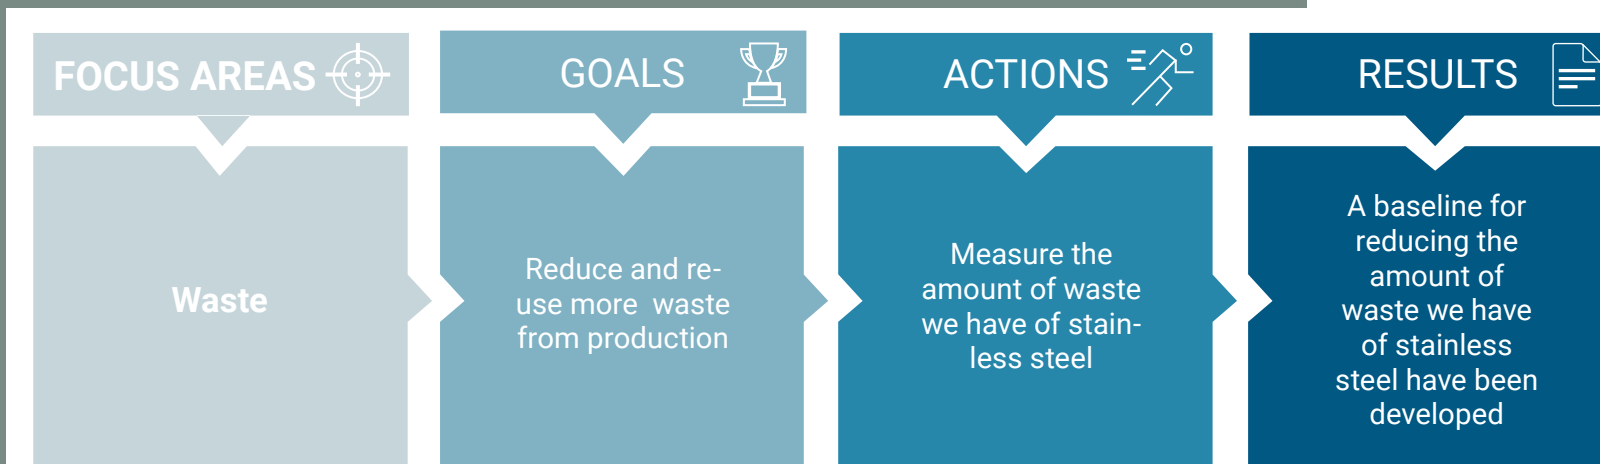 FOCUS AREAS
GOALS
ACTIONS
RESULTS
Waste
Reduce and re-
use more  waste
from production
Measure the
amount of waste
we have of stain-
less steel
A baseline for
reducing the
amount of
waste we have
of stainless
steel have been
developed